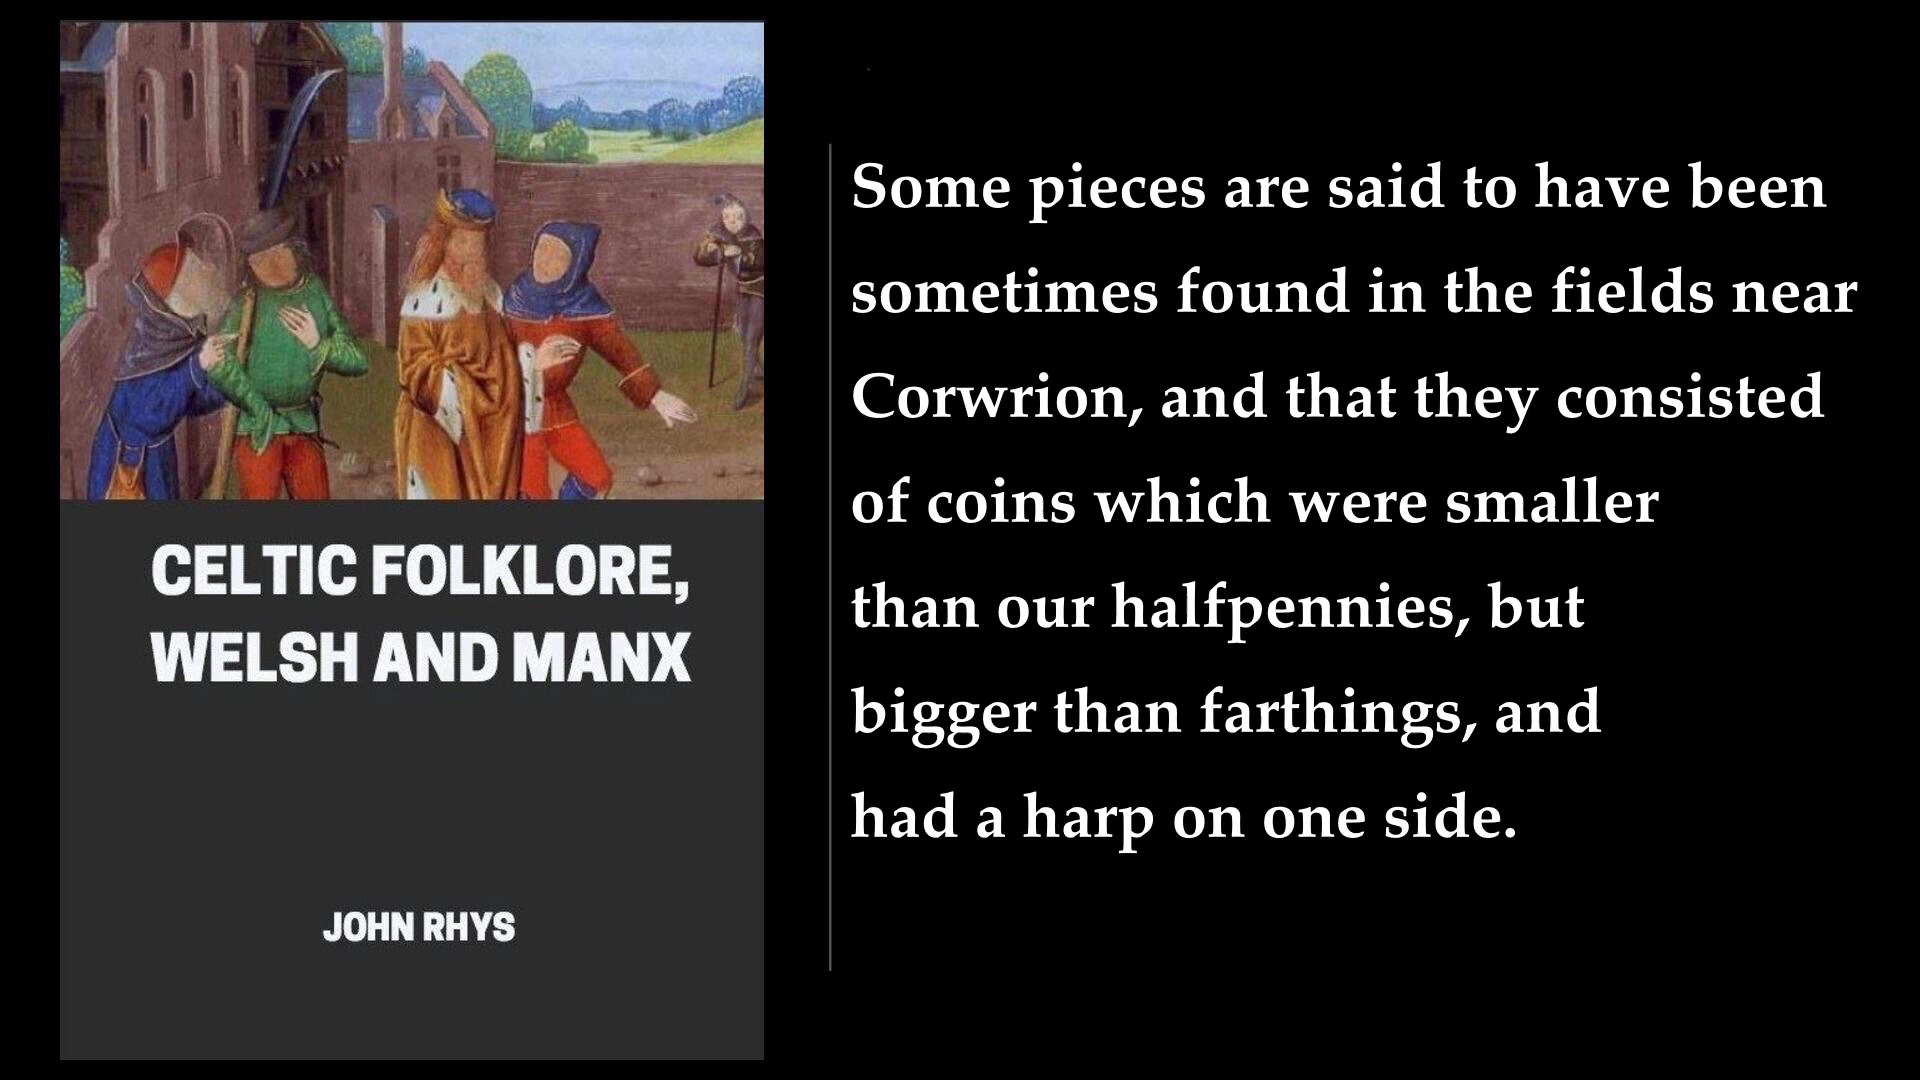 CELTIC FOLKLORE,
WELSH AND MANX
JOHN RHYS
Some pieces are said to have been
sometimes found in the fields near
Corwrion, and that they consisted
of coins which were smaller
than our halfpennies, but
bigger than farthings, and
had a harp on one side.